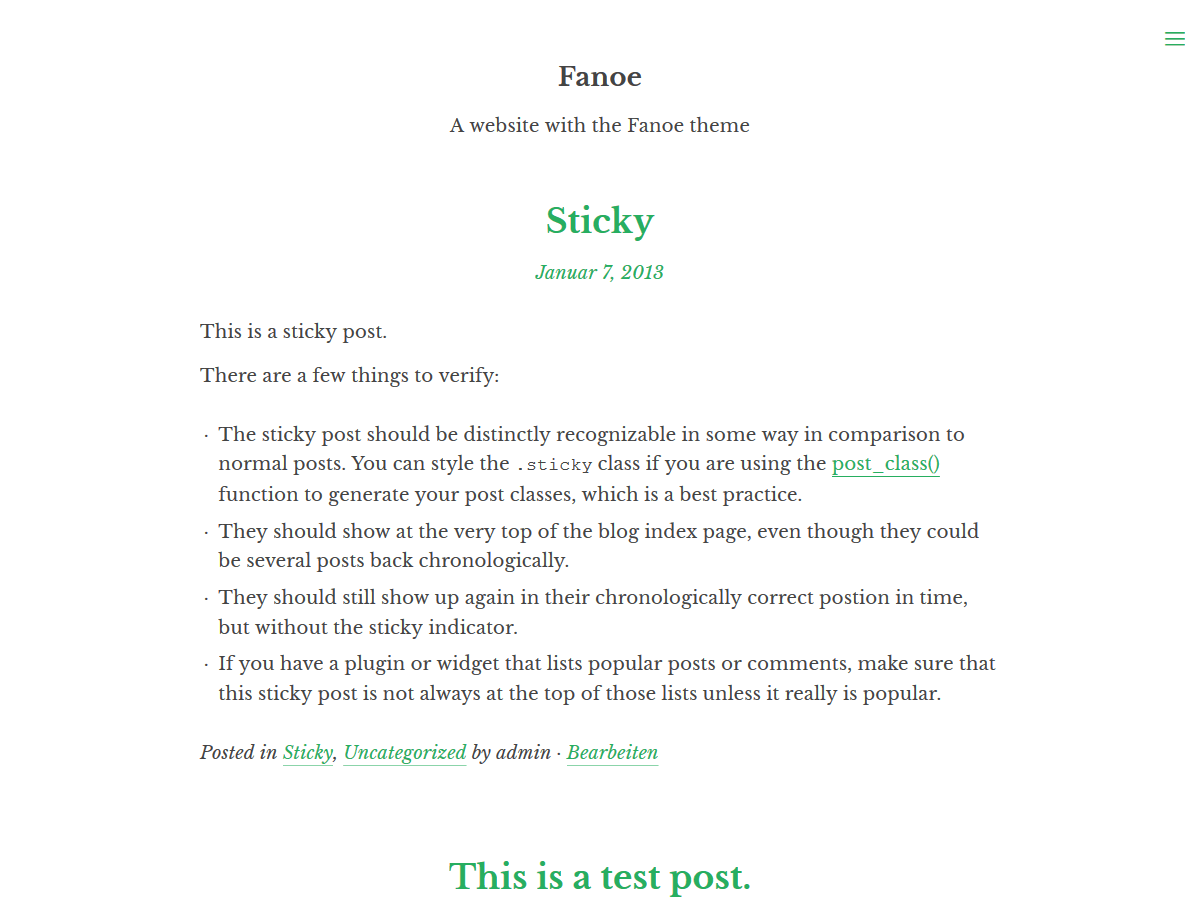 Fanoe
A website with the Fanoe theme
Sticky
Januar 7, 2013
This is a sticky post.
There are a few things to verify:
· The sticky post should be distinctly recognizable in some way in comparison to
normal posts. You can style the .sticky class if you are using the post_class()
function to generate your post classes, which is a best practice.
· They should show at the very top of the blog index page, even though they could
be several posts back chronologically.
· They should still show up again in their chronologically correct postion in time,
but without the sticky indicator.
· If you have a plugin or widget that lists popular posts or comments, make sure that
this sticky post is not always at the top of those lists unless it really is popular.
Posted in Sticky, Uncategorized by admin · Bearbeiten
This is a test post.